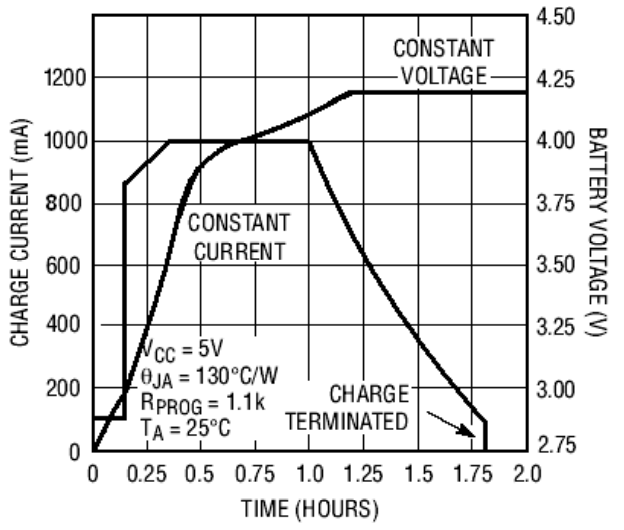 CONSTANT
VOLTAGE
CONSTANT
CURRENT
VCC = 5V
θJA = 130°C/W
RPROG = 1.1k
TA = 25°C
CHARGE
TERMINATED
CHARGE CURRENT (mA)
1200
1000
800
600
400
200
0
4.50
4.25
4.00
3.75
3.50
3.25
3.00
2.75
BATTERY VOLTAGE (V)
0 0.25 0.5 0.75 1.0 1.25 1.5 1.75 2.0
TIME (HOURS)